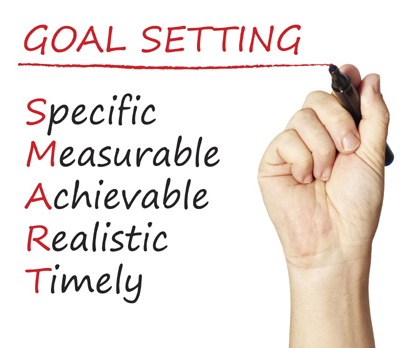 GOAL SETTING
Specific
Measurable
Achievable
Realistic
Timely